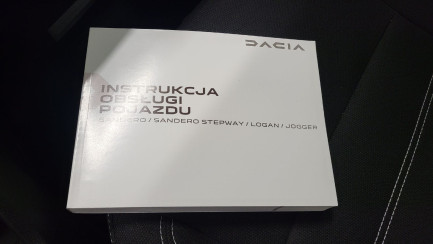 DACIA
INSTRUKCJA
OBSŁUGI
POJAZDU
SANDERO / SANDERO STEPWAY / LOGAN / JOGGER